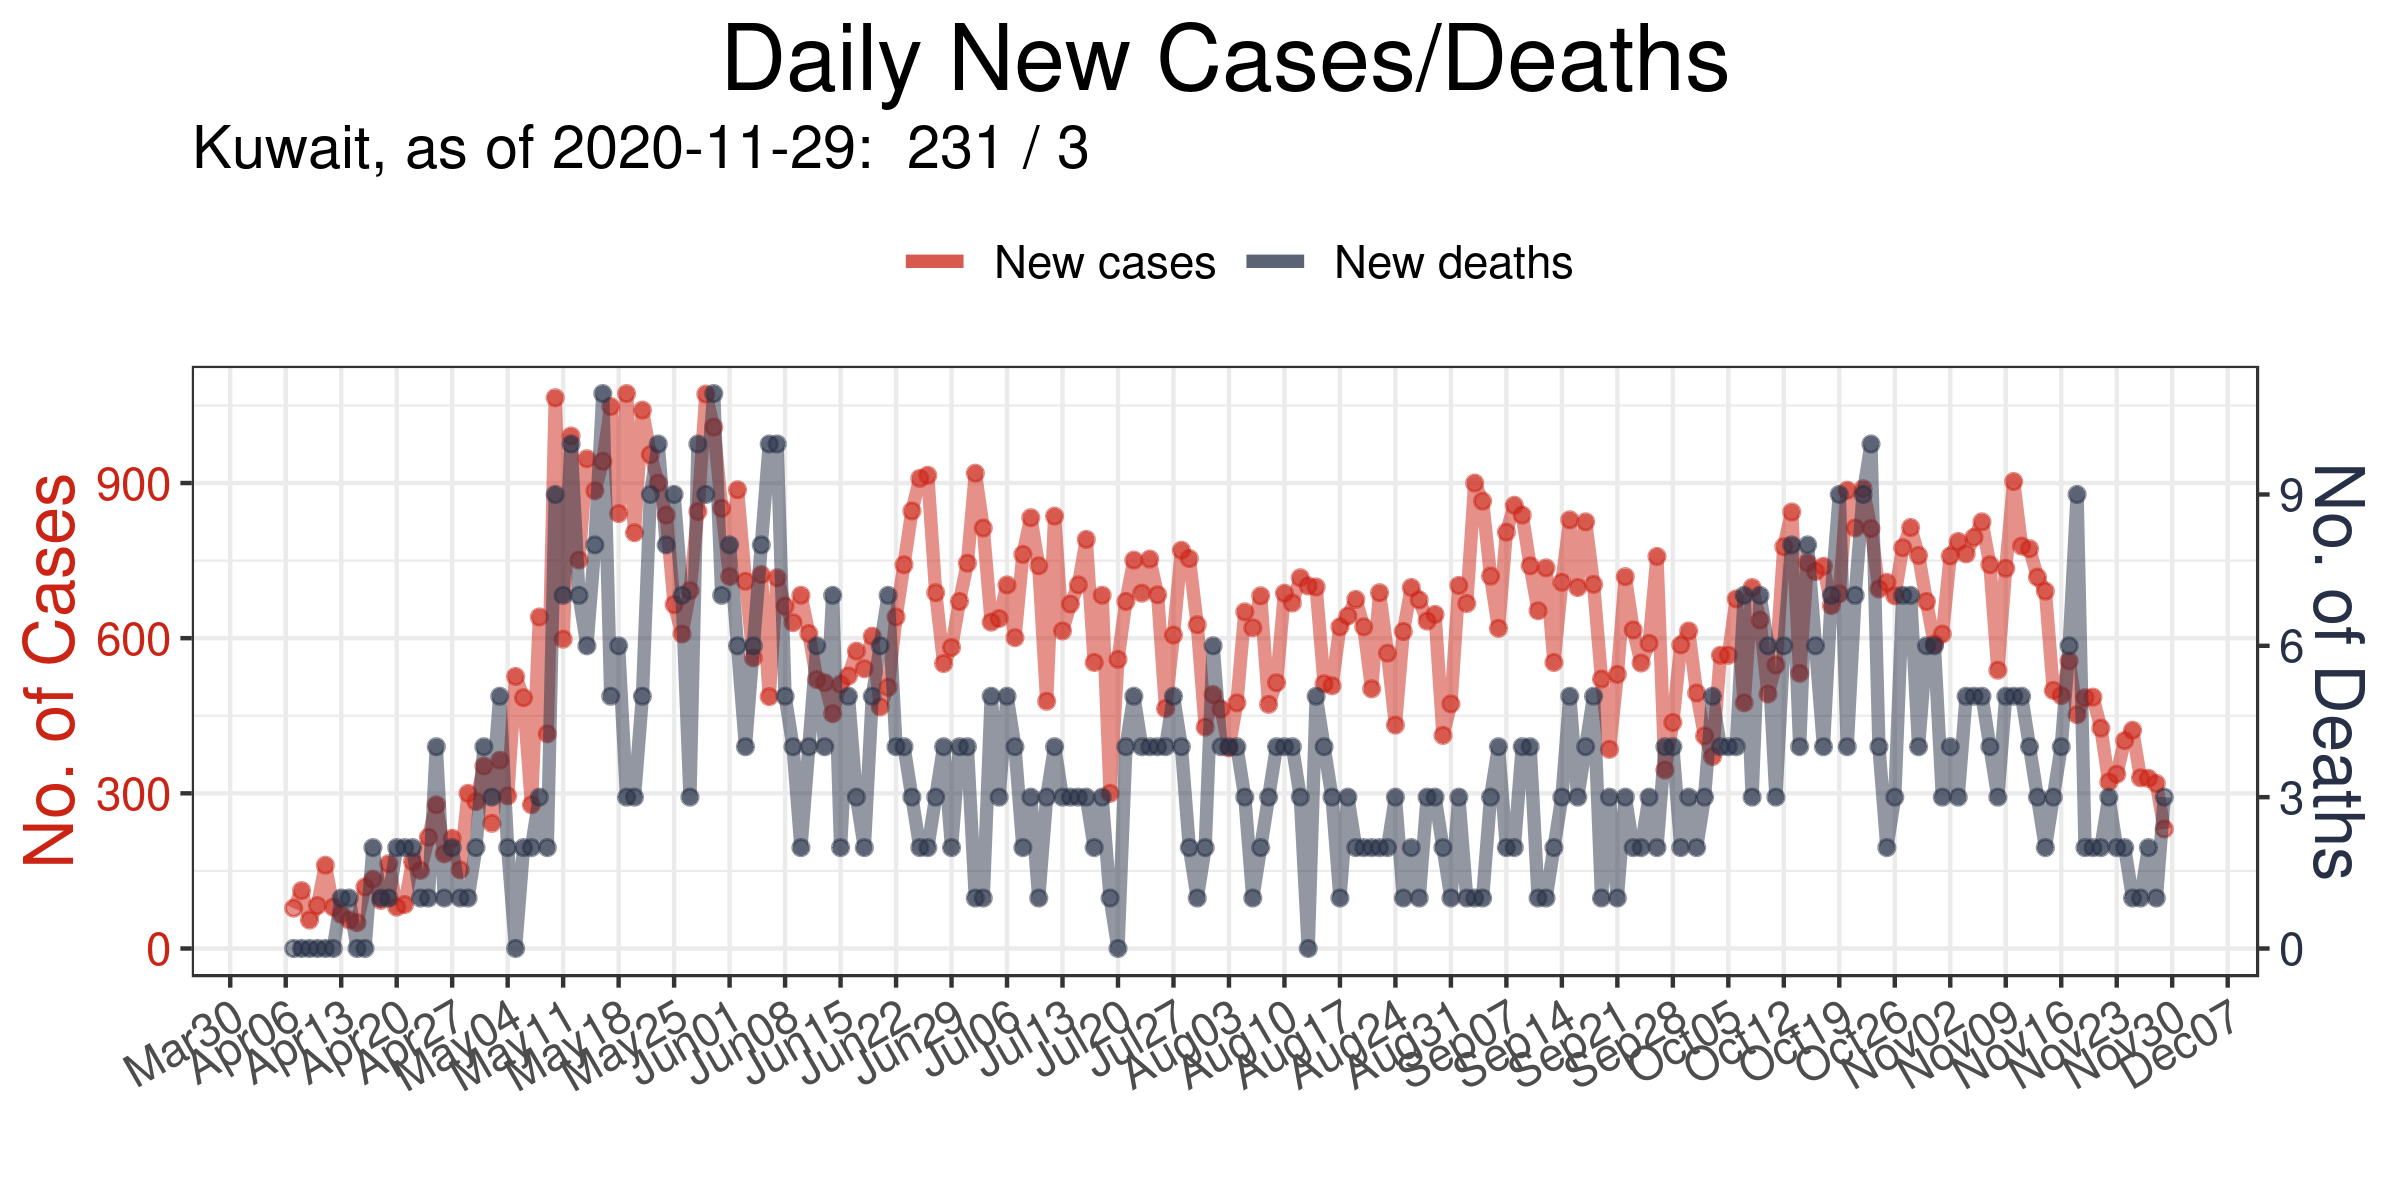 Daily New Cases/Deaths
Kuwait, as of 2020-11-29:  231 / 3
New cases
New deaths
No. of Cases
900
600
300
0
9
6
3
0
No. of Deaths
Mar30
Apr06
Apr13
Apr20
Apr27
May04
May11
May18
May25
Jun01
Jun08
Jun15
Jun22
Jun29
Jul06
Jul13
Jul20
Jul27
Aug03
Aug10
Aug17
Aug24
Aug31
Sep07
Sep14
Sep21
Sep28
Oct05
Oct12
Oct19
Oct26
Nov02
Nov09
Nov16
Nov23
Nov30
Dec07